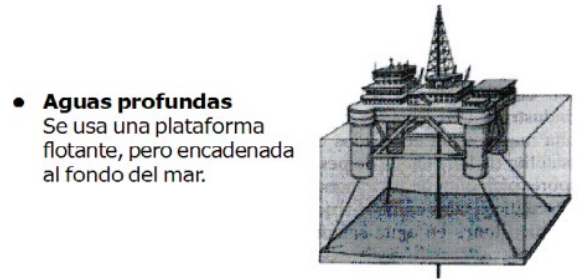 ● Aguas profundas
Se usa una plataforma
flotante, pero encadenada
al fondo del mar.